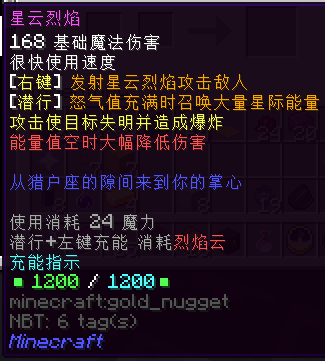 星云烈焰
168 基础魔法伤害
很快使用速度
[右键] 发射星云烈焰攻击敌人
[潜行] 怒气值充满时召唤大量星际能量
攻击使目标失明并造成爆炸
能量值空时大幅降低伤害
从猎户座的隙间来到你的掌心
使用消耗 24 魔力
潜行+左键充能 消耗烈焰云
充能指示
▪ 1200 / 1200 ▪
minecraft:gold_nugget
NBT: 6 tag(s)
Minecraft